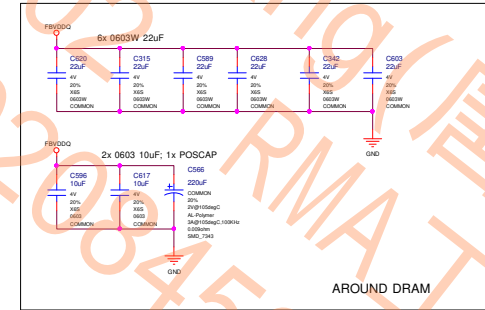 FBVDDQ
6x 0603W 22uF
C620
22uF
4V
20%
X6S
0603W
COMMON
C315
22uF
4V
20%
X6S
0603W
COMMON
C589
22uF
4V
20%
X6S
0603W
COMMON
C628
22uF
4V
20%
X6S
0603W
COMMON
C342
22uF
4V
20%
X6S
0603W
COMMON
C603
22uF
4V
20%
X6S
0603W
COMMON
GND
FBVDDQ
2x 0603 10uF; 1x POSCAP
C596
10uF
4V
20%
X6S
0603
COMMON
C617
10uF
4V
20%
X6S
0603
COMMON
C566
220uF
COMMON
20%
2V@105degC
AL-Polymer
3A@105degC,100KHz
0.009ohm
SMD_7343
GND
AROUND DRAM